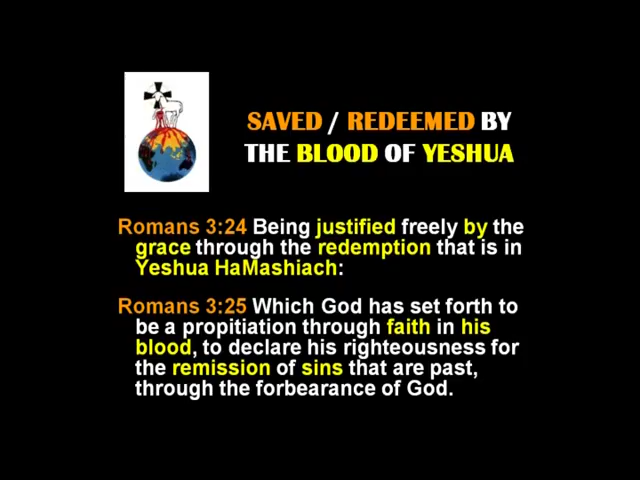 SAVED / REDEEMED BY
THE BLOOD OF YESHUA
Romans 3:24 Being justified freely by the
grace through the redemption that is in
Yeshua HaMashiach:
Romans 3:25 Which God has set forth to
be a propitiation through faith in his
blood, to declare his righteousness for
the remission of sins that are past,
through the forbearance of God.